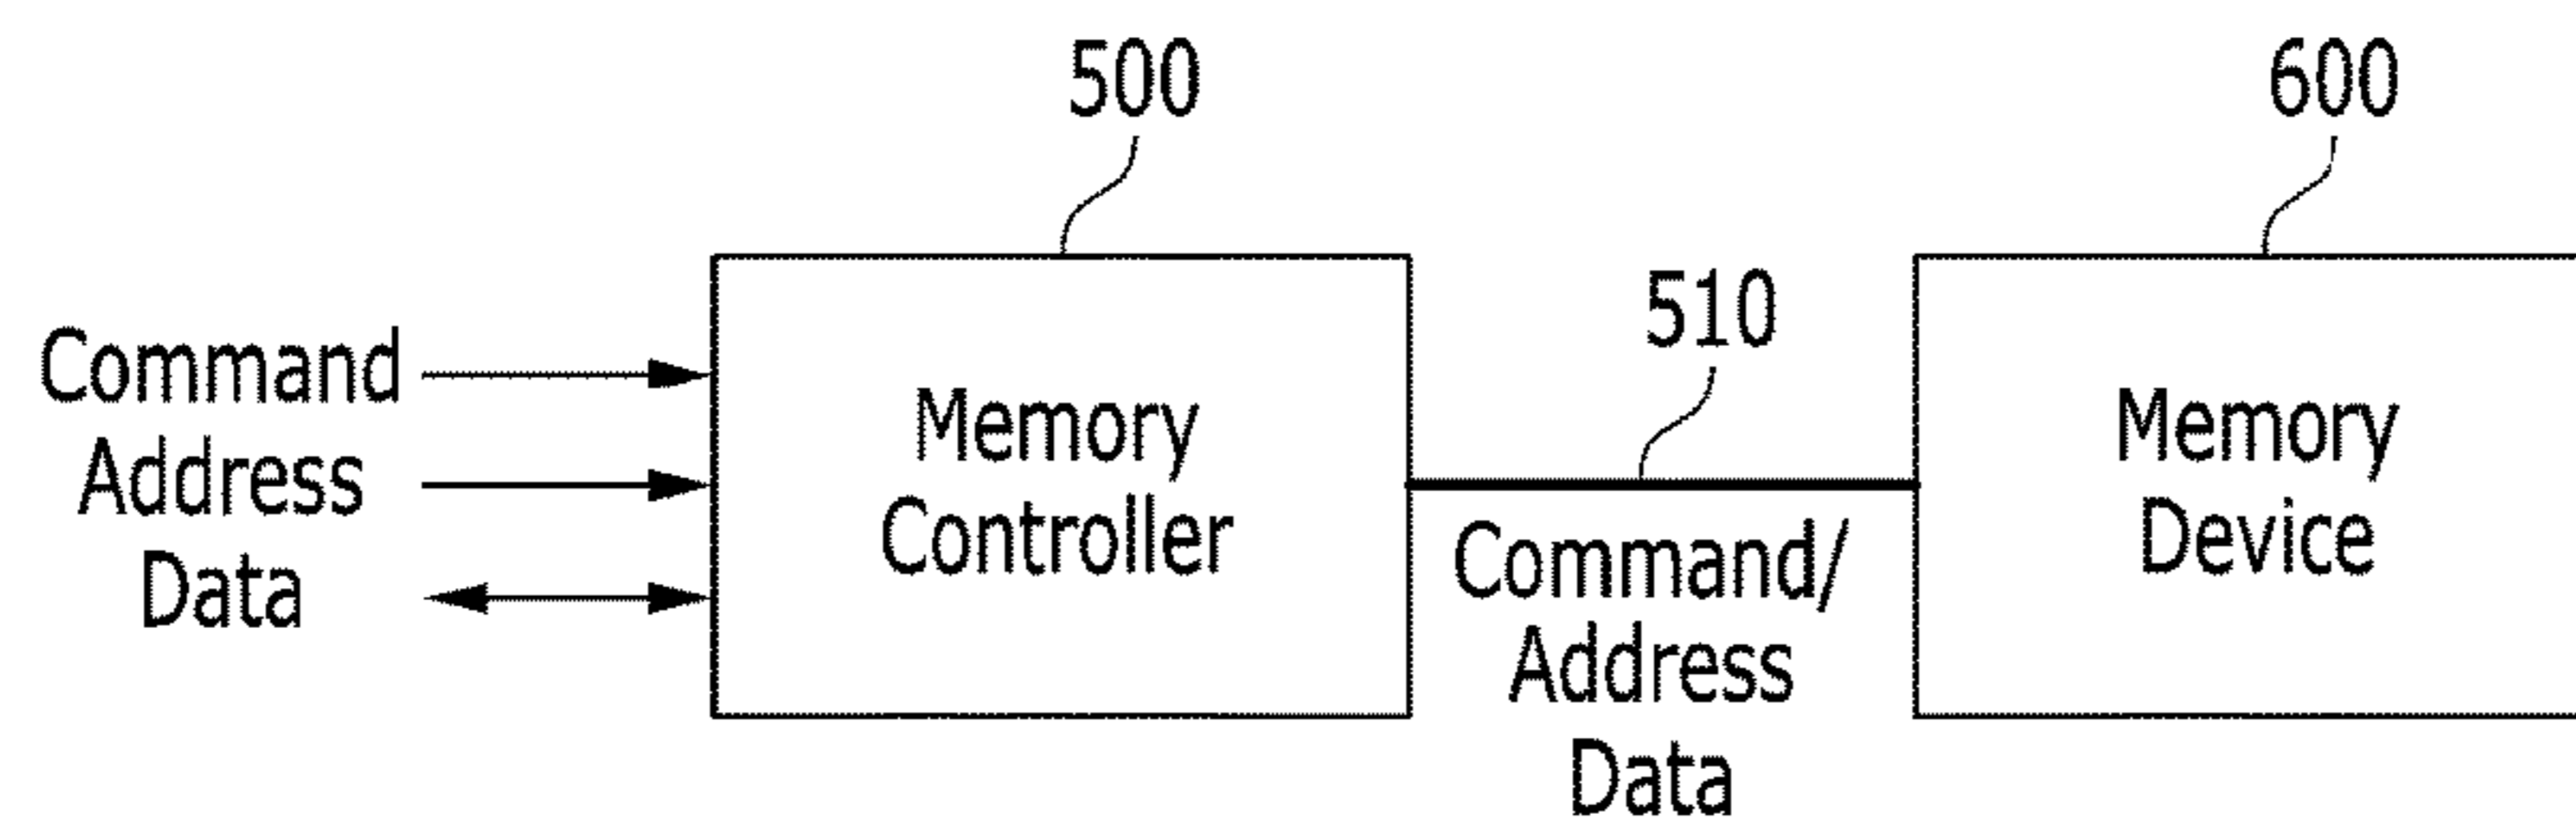 500
600
510
Command
Address
Data
Memory
Controller
Command/
Address
Data
Memory
Device